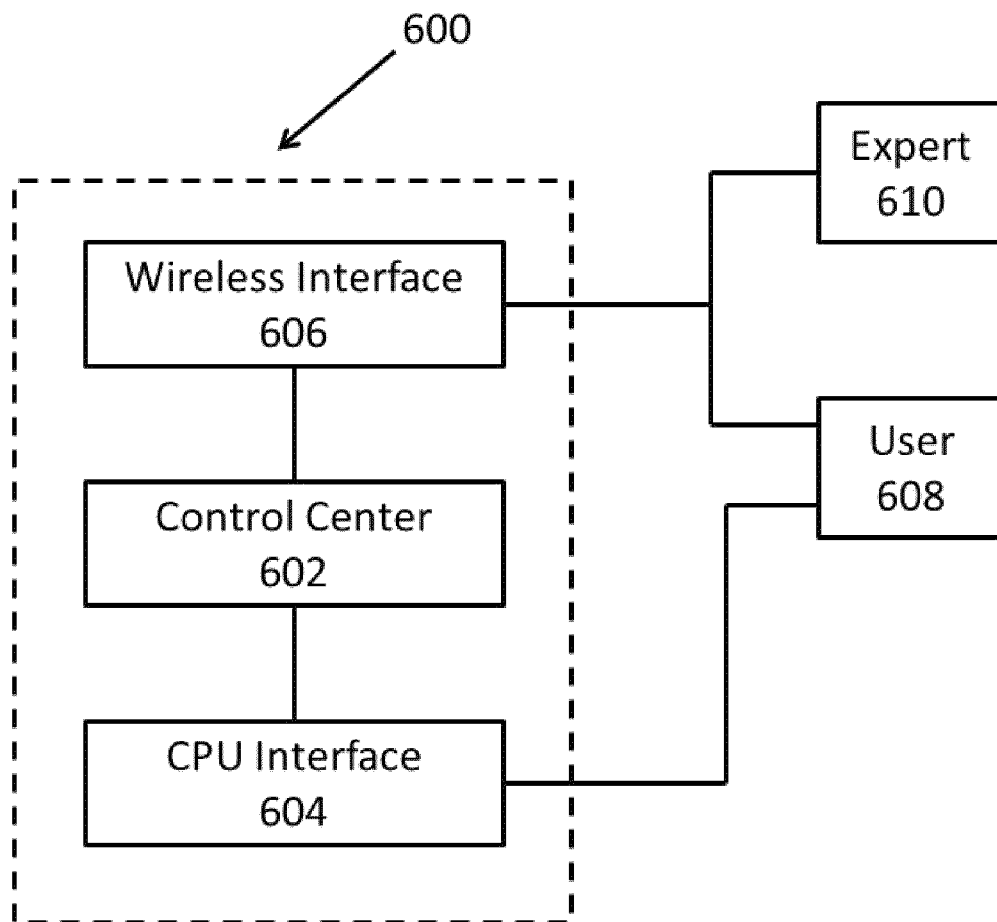 600
Expert
610
Wireless Interface
606
User
608
Control Center
602
CPU Interface
604